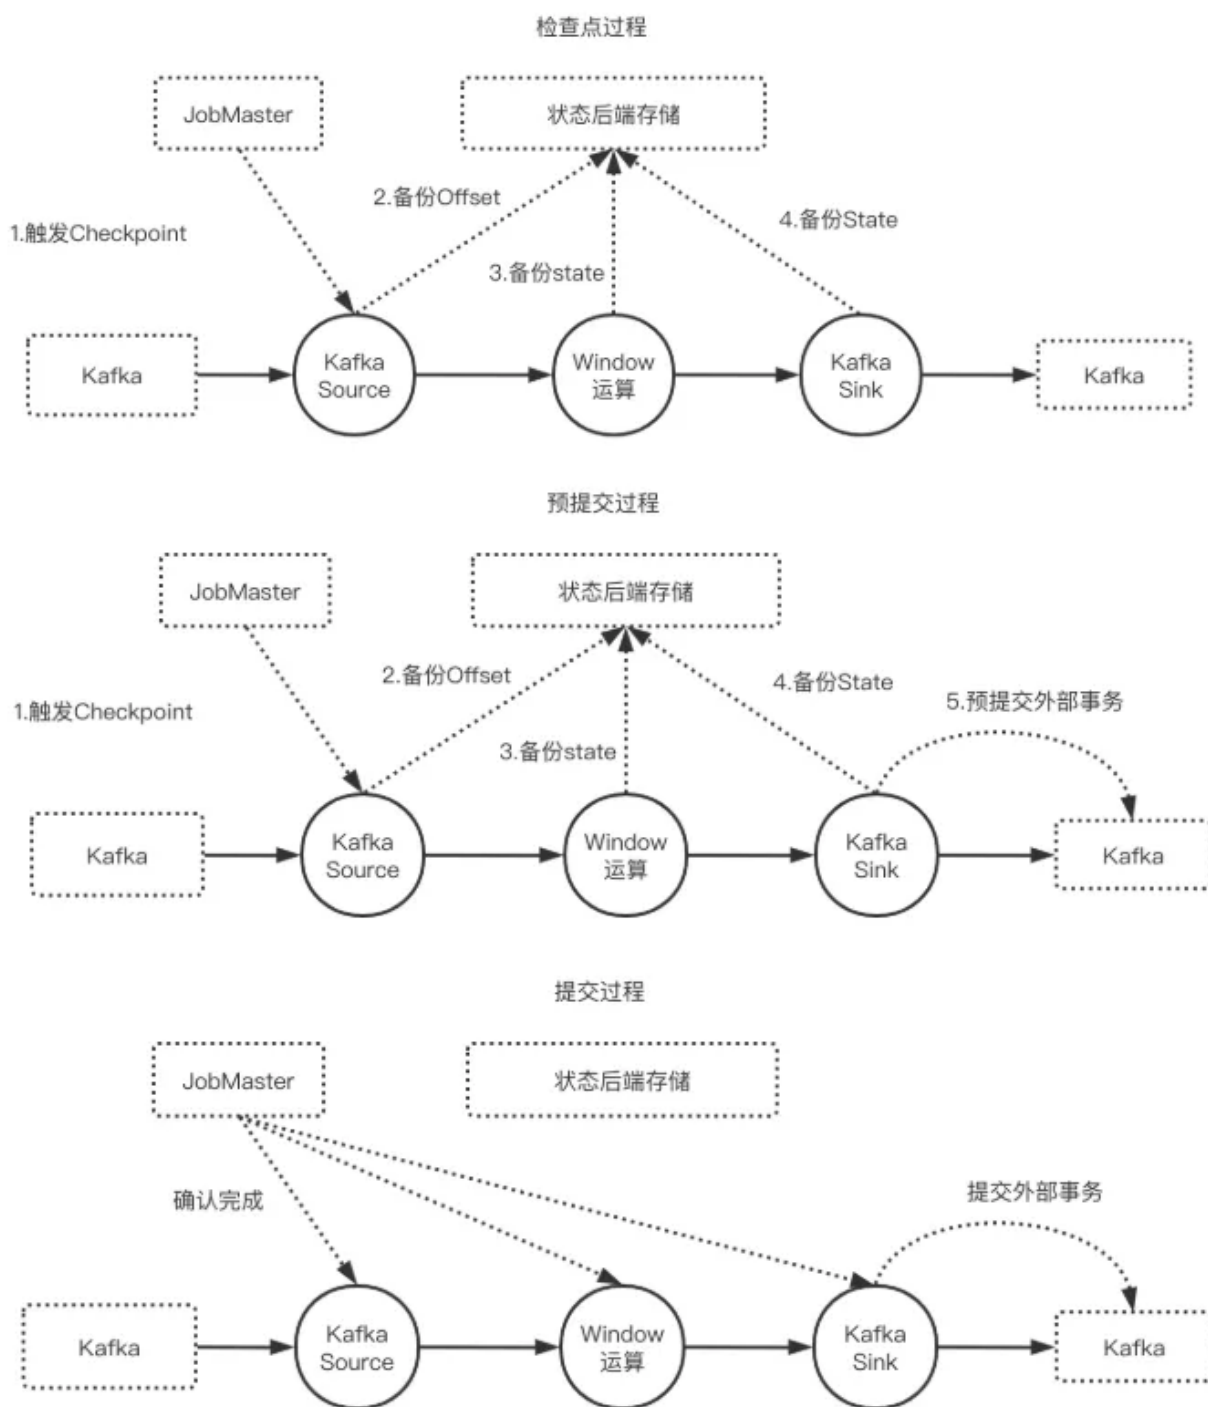 检查点过程
JobMaster
状态后端存储
2.备份Offset
4.备份State
1.触发Checkpoint
3.备份state
Kafka
Kafka
Source
Window
运算
Kafka
Sink
Kafka
预提交过程
JobMaster
状态后端存储
2.备份Offset
4.备份State
5.预提交外部事务
1.触发Checkpoint
3.备份state
Kafka
Kafka
Source
Window
运算
Kafka
Sink
Kafka
提交过程
JobMaster
状态后端存储
确认完成
提交外部事务
Kafka
Kafka
Source
Window
运算
Kafka
Sink
Kafka